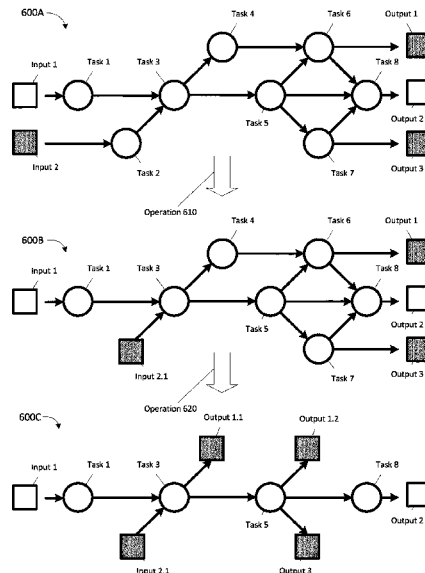 600A
Task 4
Task 6
Output 1
Input 1
Task 1
Task 3
Task 8
Input 2
Task 2
Task 5
Task 7
Output 2
Output 3
Operation 610
600B
Task 4
Task 6
Output 1
Input 1
Task 1
Task 3
Task 8
Input 2.1
Task 5
Task 7
Output 2
Output 3
Operation 620
600C
Output 1.1
Output 1.2
Input 1
Task 1
Task 3
Task 8
Task 5
Output 2
Input 2.1
Output 3